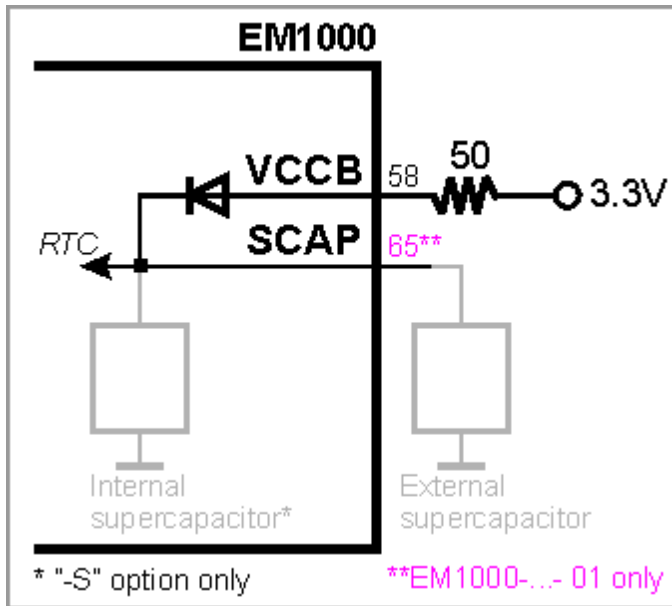 EM1000
50
VCCB 58
3.3V
SCAP 65**
RTC
Internal supercapacitor*
External supercapacitor
* "-S" option only
**EM1000-...- 01 only